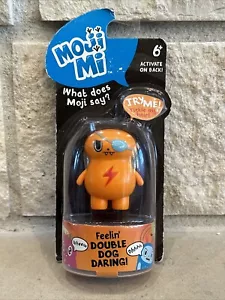 Moji
Mi
6+
ACTIVATE
ON BACK!
What does
Moji say?
TRY ME!
Feelin'
DOUBLE
DOG
DARING!